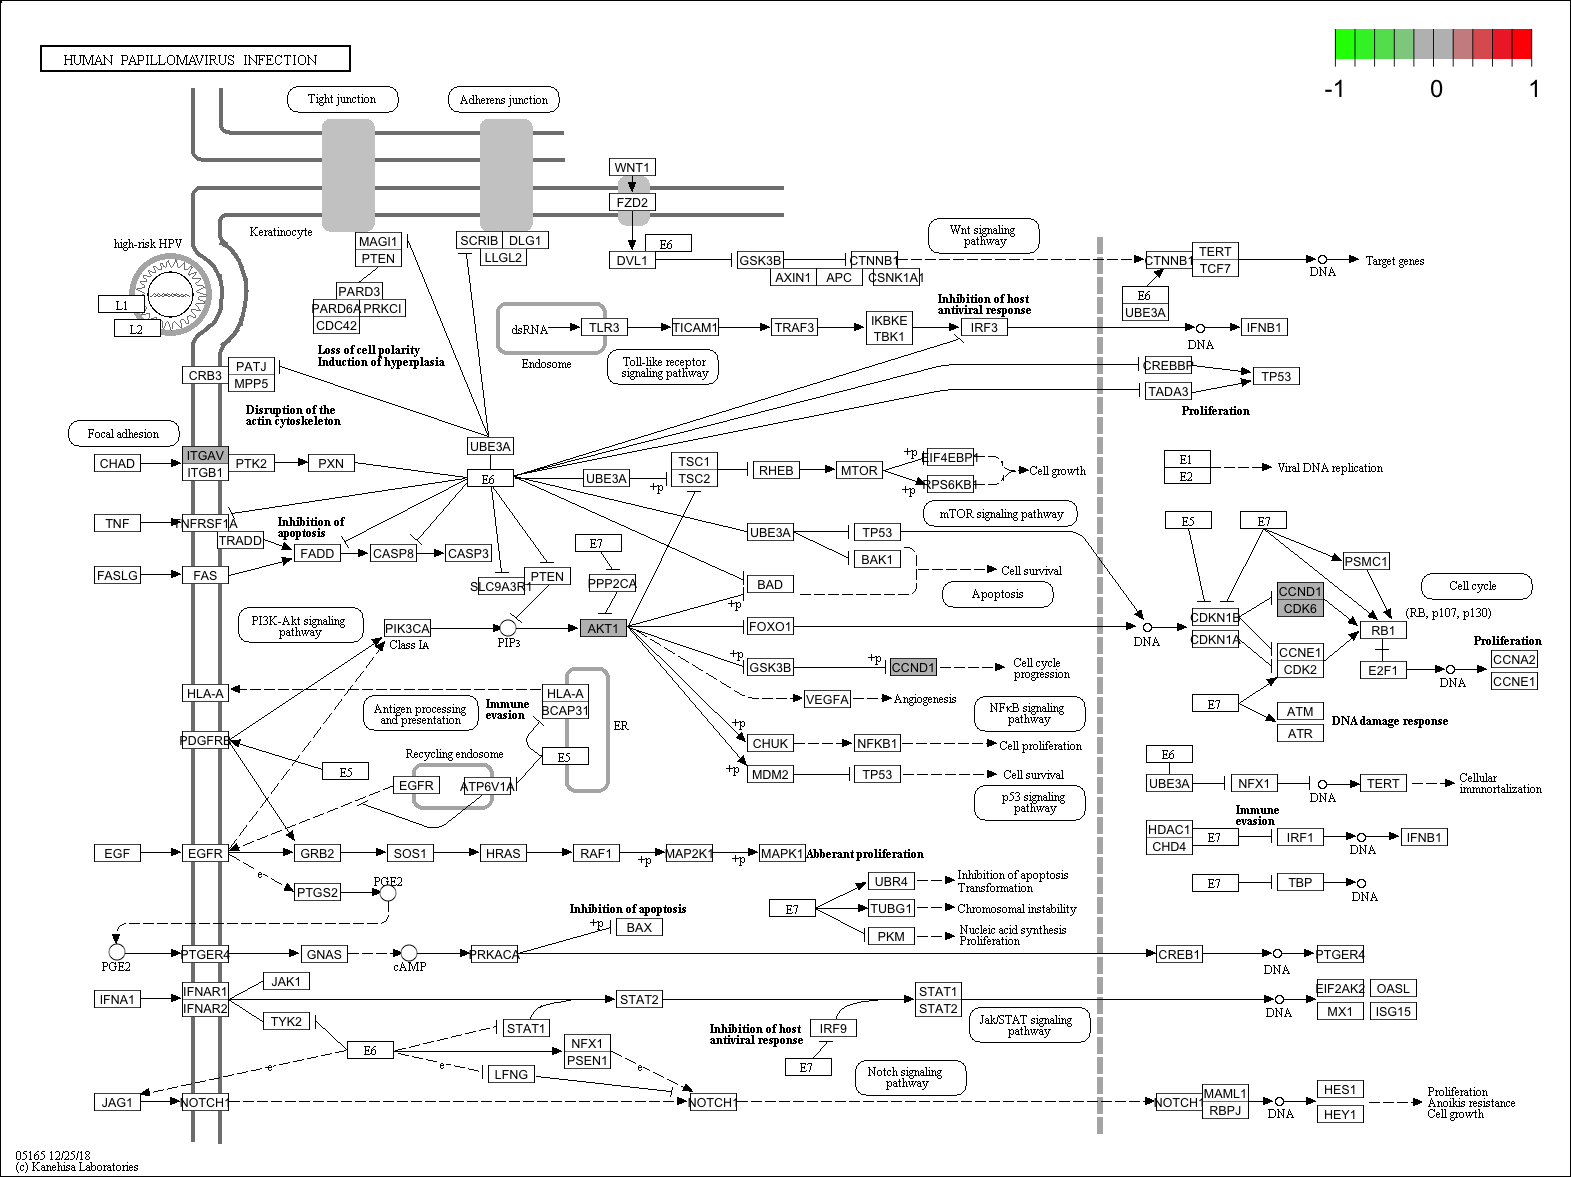 HUMAN PAPILLOMAVIRUS INFECTION
-1
0
1
Tight junction
Adherens junction
WNT1
FZD2
Keratinocyte
MAGI1
PTEN
SCRIB
DLG1
LLGL2
E6
DVL1
GSK3B
CTNNB1
AXIN1
APC
CSNK1A1
Wnt signaling
pathway
CTNNB1
TERT
TCF7
DNA
Target genes
E6
UBE3A
high-risk HPV
L1
L2
PARD3
PARD6A
PRKCI
CDC42
Loss of cell polarity
Induction of hyperplasia
dsRNA
TLR3
Endosome
TICAM1
TRAF3
IKBKE
TBK1
Inhibition of host
antiviral response
IRF3
DNA
IFNB1
Toll-like receptor
signaling pathway
CRB3
PATJ
MPP5
CREBBP
TADA3
TP53
Proliferation
Disruption of the
actin cytoskeleton
Focal adhesion
CHAD
ITGAV
ITGB1
PTK2
PXN
UBE3A
E6
UBE3A
+p
TSC1
TSC2
RHEB
MTOR
+p
+p
EIF4EBP1
RPS6KB1
Cell growth
mTOR signaling pathway
E1
E2
Viral DNA replication
TNF
TNFRSF1A
TRADD
Inhibition of
apoptosis
FADD
CASP8
CASP3
FASLG
FAS
SLC9A3R1
PTEN
E7
PPP2CA
UBE3A
TP53
BAK1
Cell survival
BAD
+p
Apoptosis
E5
E7
PSMC1
CDKN1B
CDKN1A
CCND1
CDK6
CCNE1
CDK2
Cell cycle
(RB, p107, p130)
RB1
E2F1
DNA
Proliferation
CCNA2
CCNE1
PI3K-Akt signaling
pathway
PIK3CA
Class IA
PIP3
AKT1
FOXO1
DNA
+p
GSK3B
+p
CCND1
Cell cycle
progression
VEGFA
Angiogenesis
NFκB signaling
pathway
+p
CHUK
NFKB1
Cell proliferation
+p
MDM2
TP53
Cell survival
p53 signaling
pathway
E7
ATM
ATR
DNA damage response
HLA-A
HLA-A
BCAP31
Immune
evasion
ER
Antigen processing
and presentation
PDGFRB
E5
E5
Recycling endosome
EGFR
ATP6V1A
E6
UBE3A
NFX1
DNA
TERT
Cellular
immnortalization
Immune
evasion
HDAC1
CHD4
E7
IRF1
DNA
IFNB1
EGF
EGFR
GRB2
SOS1
HRAS
RAF1
+p
MAP2K1
+p
MAPK1
Abberant proliferation
e
PTGS2
PGE2
E7
UBR4
Inhibition of apoptosis
Transformation
TUBG1
Chromosomal instability
PKM
Nucleic acid synthesis
Proliferation
E7
TBP
DNA
Inhibition of apoptosis
+p
BAX
PGE2
PTGER4
GNAS
cAMP
PRKACA
CREB1
DNA
PTGER4
IFNA1
IFNAR1
IFNAR2
JAK1
TYK2
STAT2
STAT1
STAT1
STAT2
IRF9
E7
Inhibition of host
antiviral response
Jak/STAT signaling
pathway
DNA
EIF2AK2
OASL
MX1
ISG15
E6
e
e
e
NFX1
PSEN1
LFNG
Notch signaling
pathway
JAG1
NOTCH1
NOTCH1
NOTCH1
MAML1
RBPJ
DNA
HES1
HEY1
Proliferation
Anoikis resistance
Cell growth
05165 12/25/18
(c) Kanehisa Laboratories